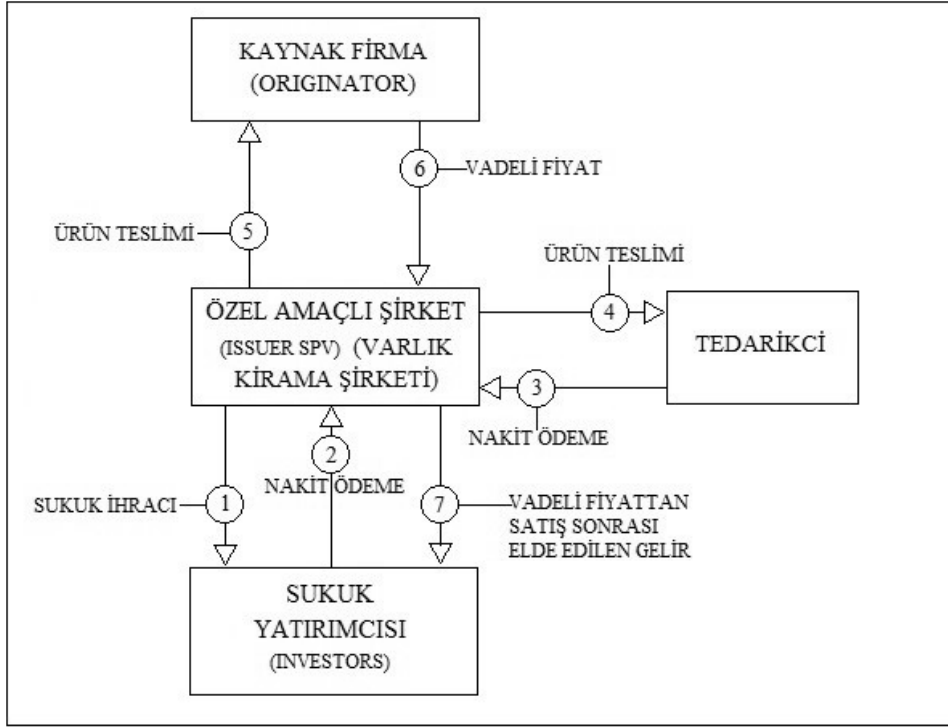 KAYNAK FİRMA
(ORIGINATOR)
6
VADELİ FİYAT
5
ÜRÜN TESLİMİ
ÜRÜN TESLİMİ
4
ÖZEL AMAÇLI ŞİRKET
(ISSUER SPV) (VARLIK
KİRAMA ŞİRKETİ)
TEDARİKCİ
3
NAKİT ÖDEME
2
NAKİT ÖDEME
SUKUK İHRACI
1
7
VADELİ FİYATTAN
SATIŞ SONRASI
ELDE EDİLEN GELİR
SUKUK
YATIRIMCISI
(INVESTORS)